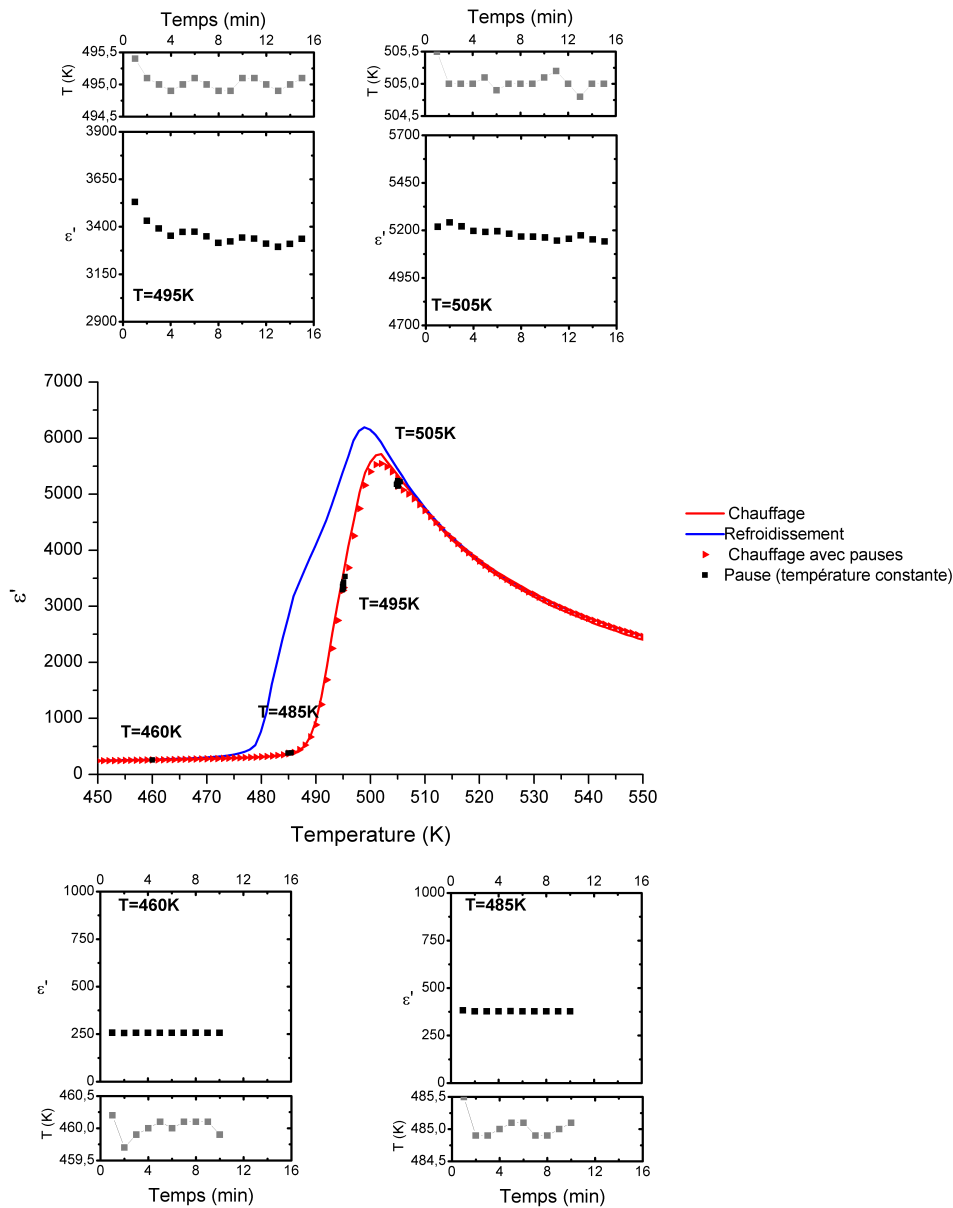 Temps (min)
0 4 8 12 16
495,5
495,0
494,5
T (K)
3900
3650
3400
3150
2900
ε'
T=495K
0 4 8 12 16
Temps (min)
0 4 8 12 16
505,5
505,0
504,5
T (K)
5700
5450
5200
4950
4700
ε'
T=505K
0 4 8 12 16
7000
6000
5000
4000
3000
2000
1000
0
ε'
T=505K
T=495K
T=485K
T=460K
450 460 470 480 490 500 510 520 530 540 550
Temperature (K)
Chauffage
Refroidissement
Chauffage avec pauses
Pause (température constante)
0 4 8 12 16
1000
750
500
250
0
ε'
T=460K
460,5
460,0
459,5
T (K)
0 4 8 12 16
Temps (min)
0 4 8 12 16
1000
750
500
250
0
ε'
T=485K
485,5
485,0
484,5
T (K)
0 4 8 12 16
Temps (min)